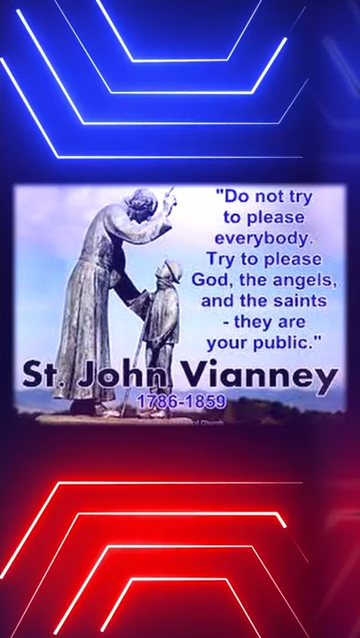 "Do not try
to please
everybody.
Try to please
God, the angels,
and the saints
- they are
your public."
St. John Vianney
1786-1859